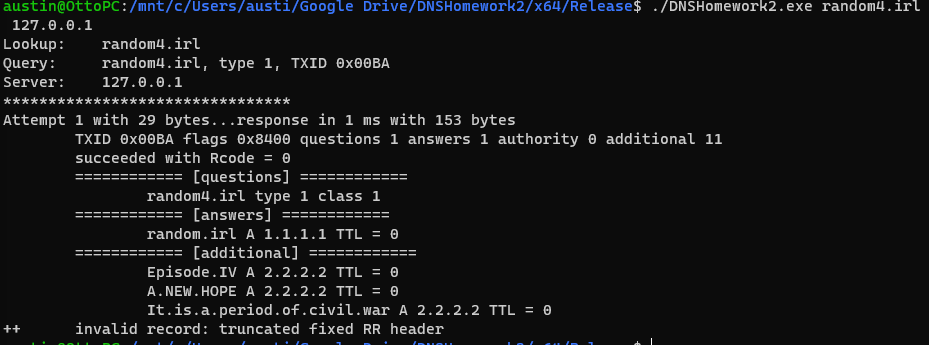 austin@OttoPC:/mnt/c/Users/austi/Google Drive/DNSHomework2/x64/Release$ ./DNSHomework2.exe random4.irl
127.0.0.1
Lookup: random4.irl
Query: random4.irl, type 1, TXID 0x00BA
Server: 127.0.0.1
********************************
Attempt 1 with 29 bytes...response in 1 ms with 153 bytes
TXID 0x00BA flags 0x8400 questions 1 answers 1 authority 0 additional 11
succeeded with Rcode = 0
============ [questions] ============
random4.irl type 1 class 1
============ [answers] ============
random.irl A 1.1.1.1 TTL = 0
============ [additional] ============
Episode.IV A 2.2.2.2 TTL = 0
A.NEW.HOPE A 2.2.2.2 TTL = 0
It.is.a.period.of.civil.war A 2.2.2.2 TTL = 0
++ invalid record: truncated fixed RR header